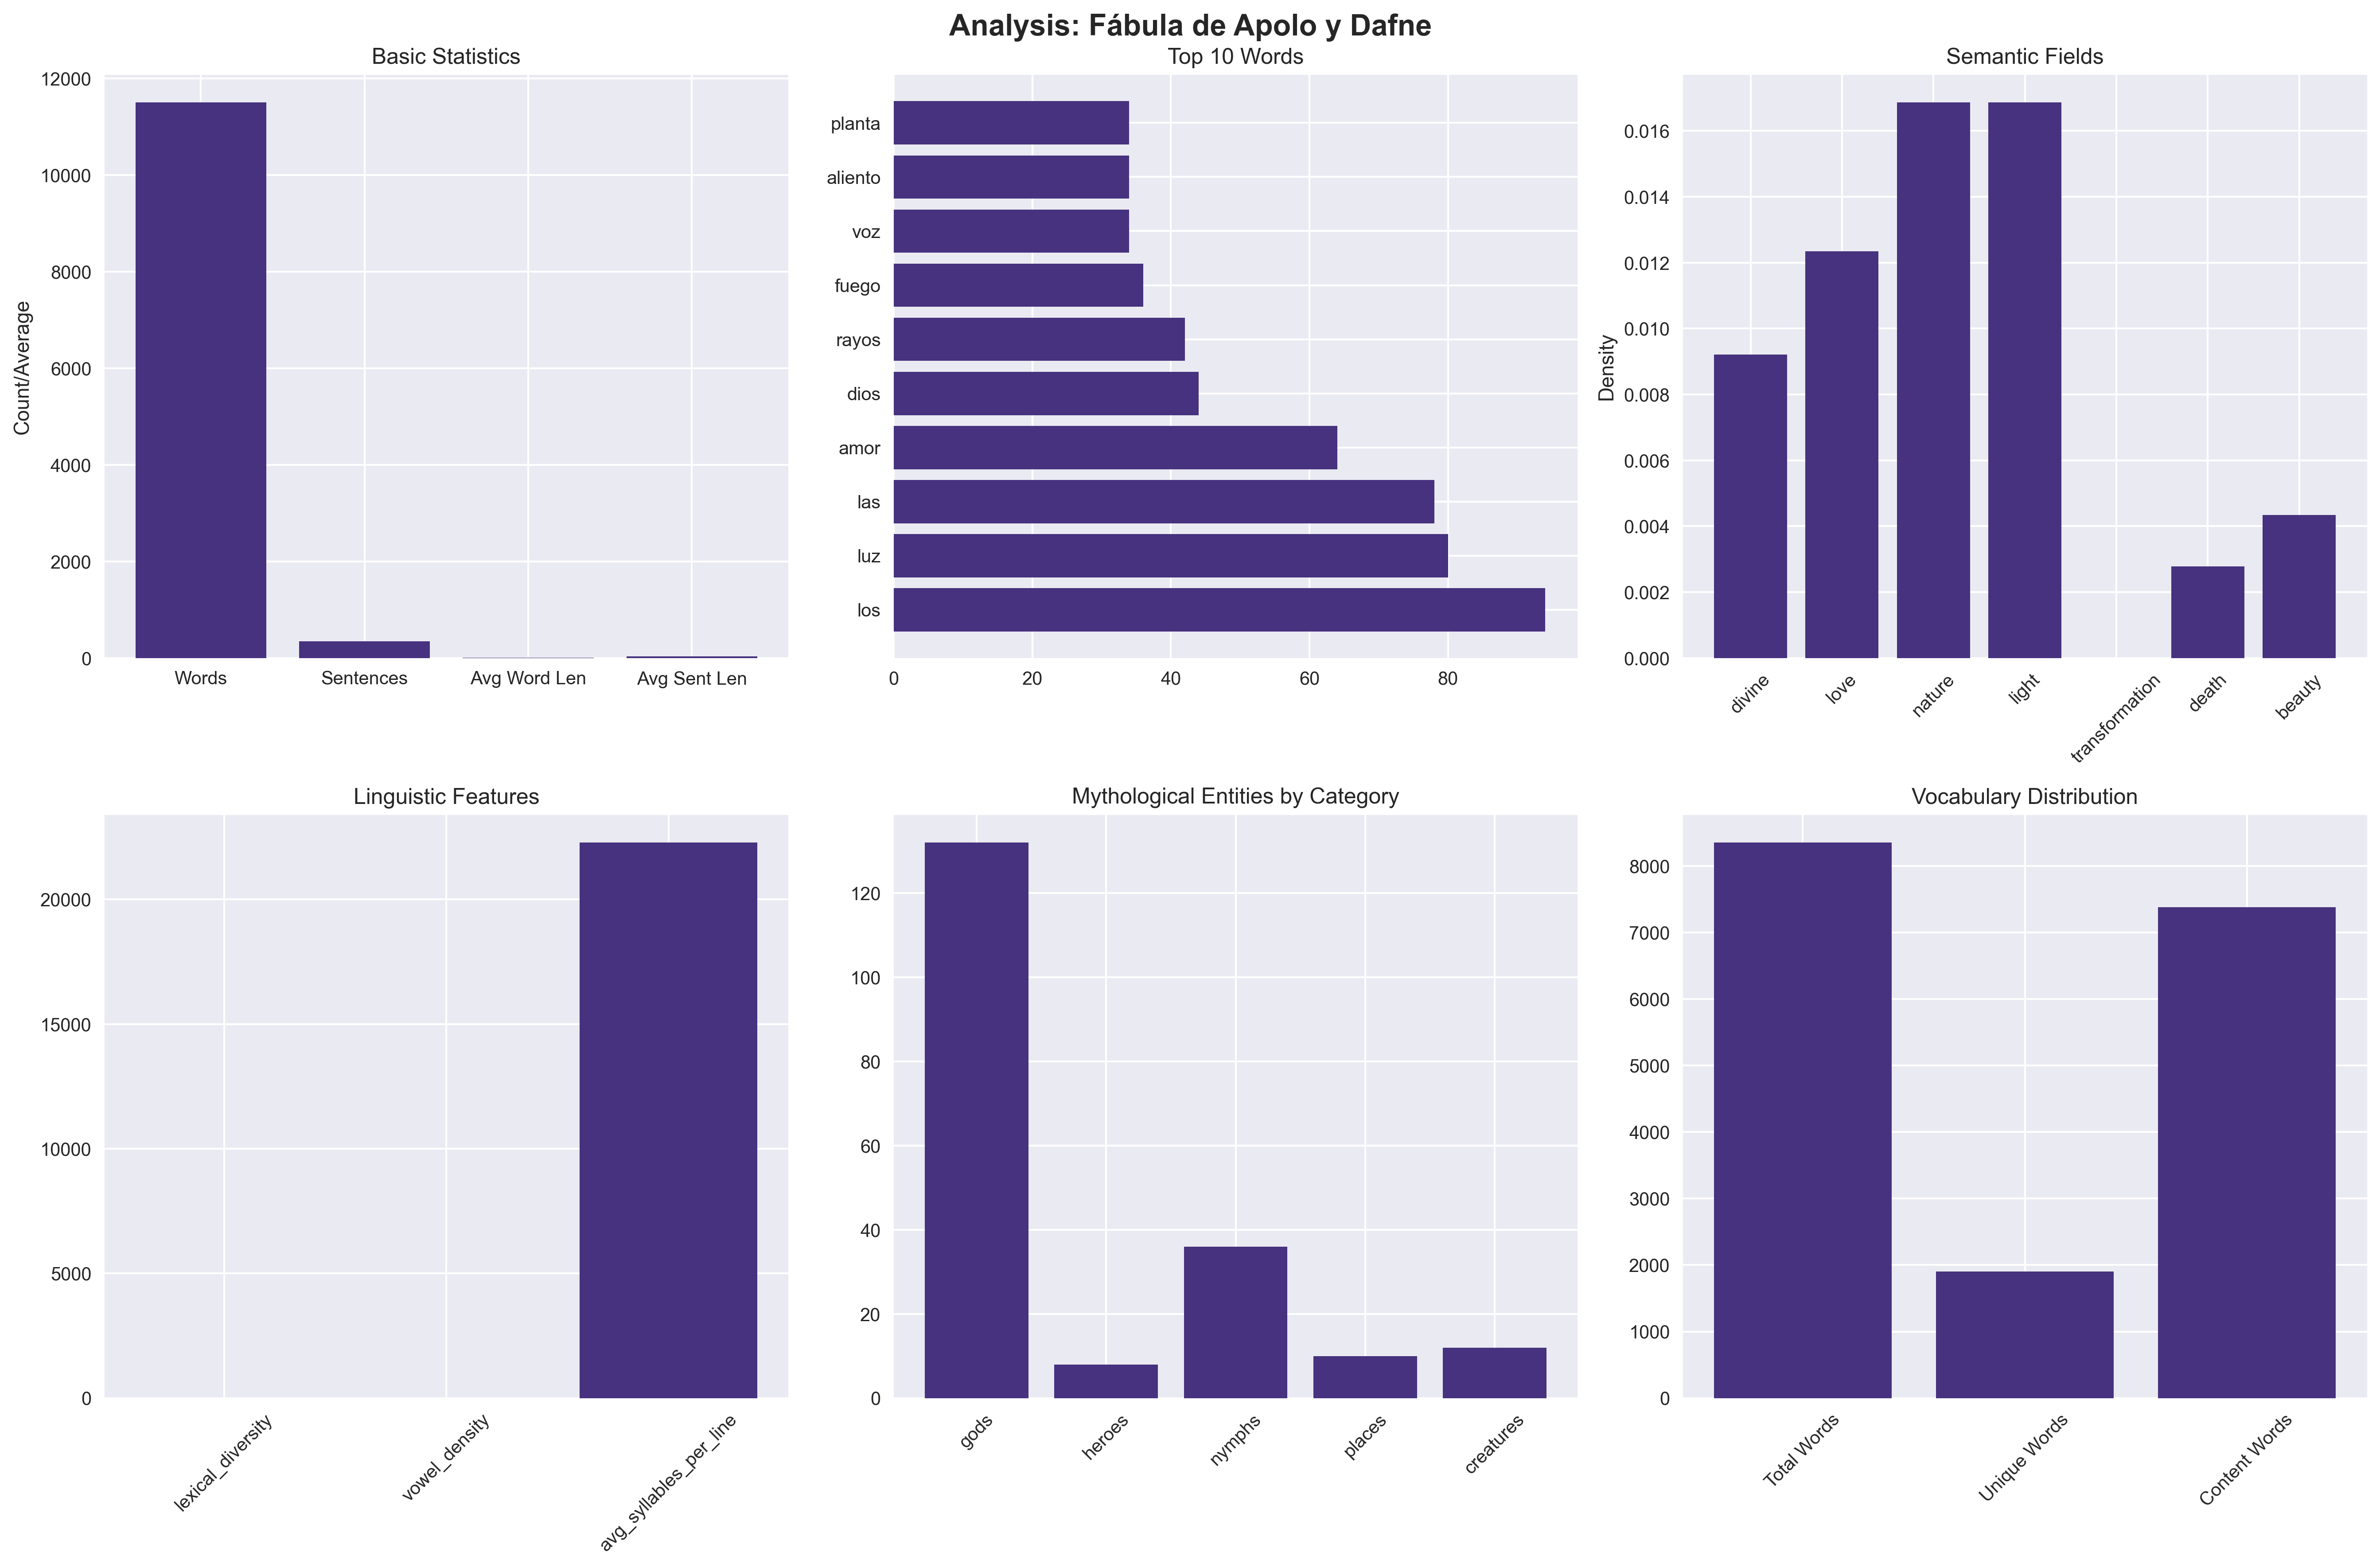 Analysis: Fábula de Apolo y Dafne
Basic Statistics
Count/Average
12000
10000
8000
6000
4000
2000
0
Words
Sentences
Avg Word Len
Avg Sent Len
Top 10 Words
planta
aliento
voz
fuego
rayos
dios
amor
las
luz
los
0
20
40
60
80
Semantic Fields
Density
0.016
0.014
0.012
0.010
0.008
0.006
0.004
0.002
0.000
divine
love
nature
light
transformation
death
beauty
Linguistic Features
20000
15000
10000
5000
0
lexical_diversity
vowel_density
avg_syllables_per_line
Mythological Entities by Category
120
100
80
60
40
20
0
gods
heroes
nymphs
places
creatures
Vocabulary Distribution
8000
7000
6000
5000
4000
3000
2000
1000
0
Total Words
Unique Words
Content Words